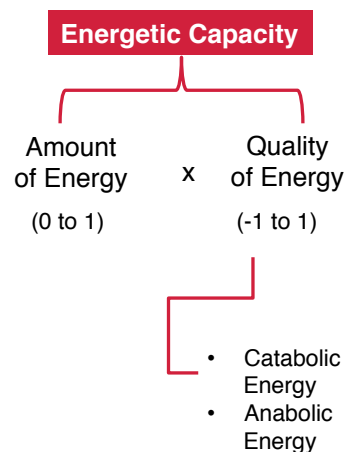 Energetic Capacity
Amount
of Energy
(0 to 1)
x
Quality
of Energy
(-1 to 1)
• Catabolic
Energy
• Anabolic
Energy